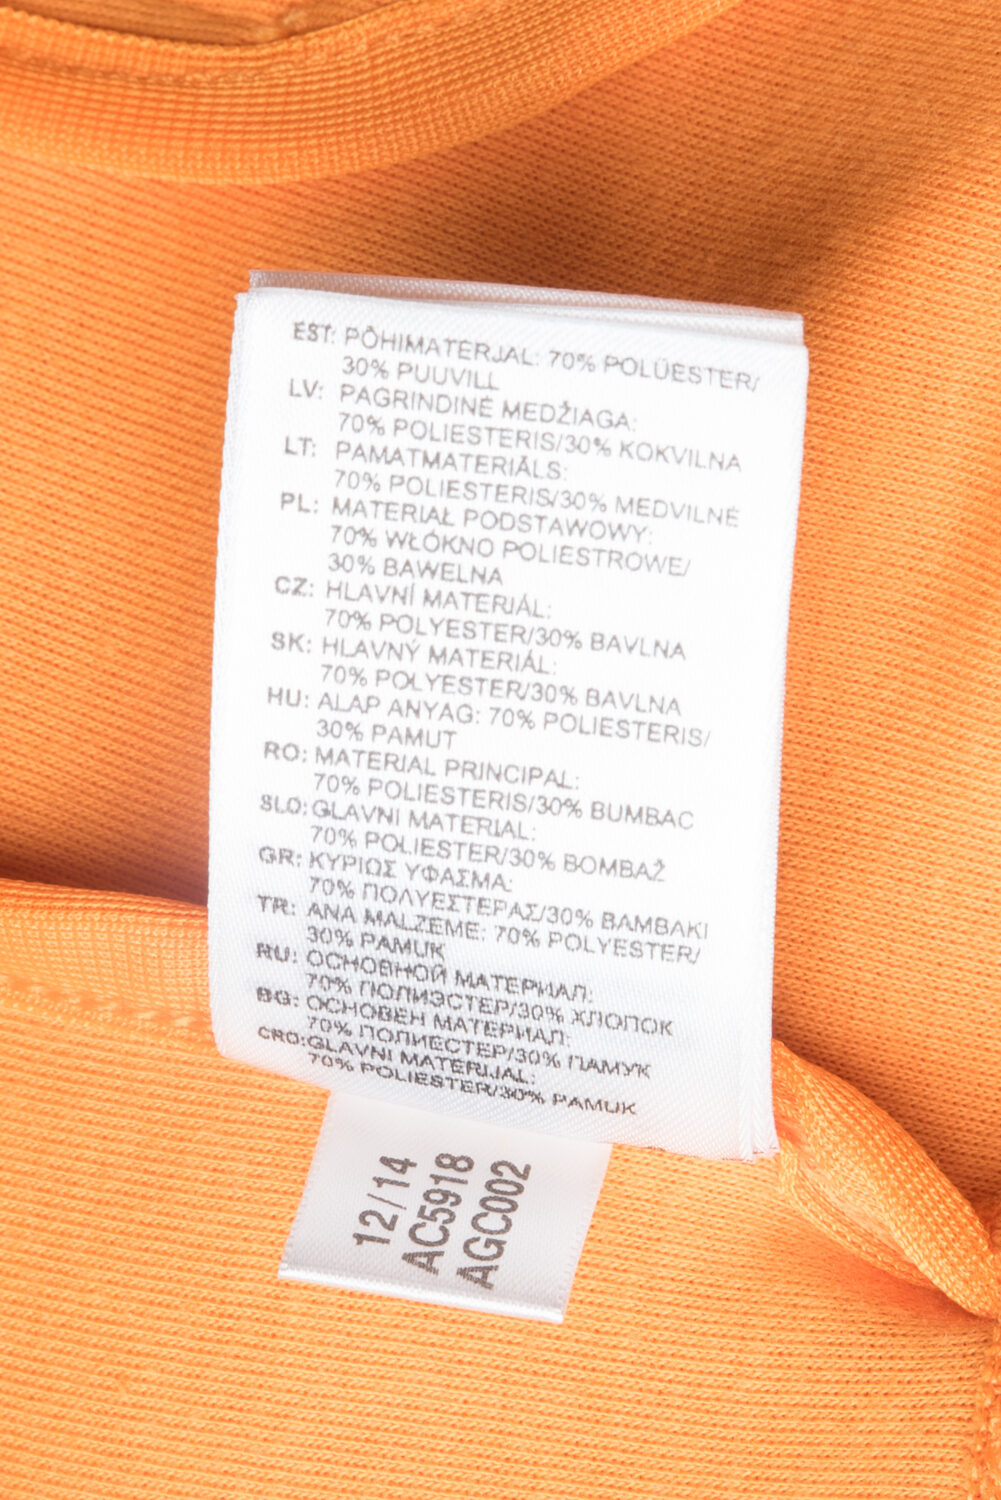 EST: PÕHIMATERJAL: 70% POLÜESTER/
30% PUUVILL
LV: PAGRINDINĖ MEDŽIAGA:
70% POLIESTERIS/30% KOKVILNA
LT: PAMATMATERIĀLS:
70% POLIESTERIS/30% MEDVILNĖ
PL: MATERIAŁ PODSTAWOWY:
70% WŁÓKNO POLIESTROWE/
30% BAWELNA
CZ: HLAVNÍ MATERIÁL:
70% POLYESTER/30% BAVLNA
SK: HLAVNÝ MATERIÁL:
70% POLYESTER/30% BAVLNA
HU: ALAP ANYAG: 70% POLIESTERIS/
30% PAMUT
RO: MATERIAL PRINCIPAL:
70% POLIESTERIS/30% BUMBAC
SLO: GLAVNI MATERIAL:
70% POLIESTER/30% BOMBAŽ
GR: ΚΥΡΙΩΣ ΥΦΑΣΜΑ:
70% ΠΟΛΥΕΣΤΕΡΑΣ/30% ΒΑΜΒΑΚΙ
TR: ANA MALZEME: 70% POLYESTER/
30% PAMUK
RU: ОСНОВНОЙ МАТЕРИАЛ:
70% ПОЛИЭСТЕР/30% ХЛОПОК
BG: ОСНОВЕН МАТЕРИАЛ:
70% ПОЛИЕСТЕР/30% ПАМУК
CRO: GLAVNI MATERIJAL:
70% POLIESTER/30% PAMUK
12/14
AC5918
AGC002